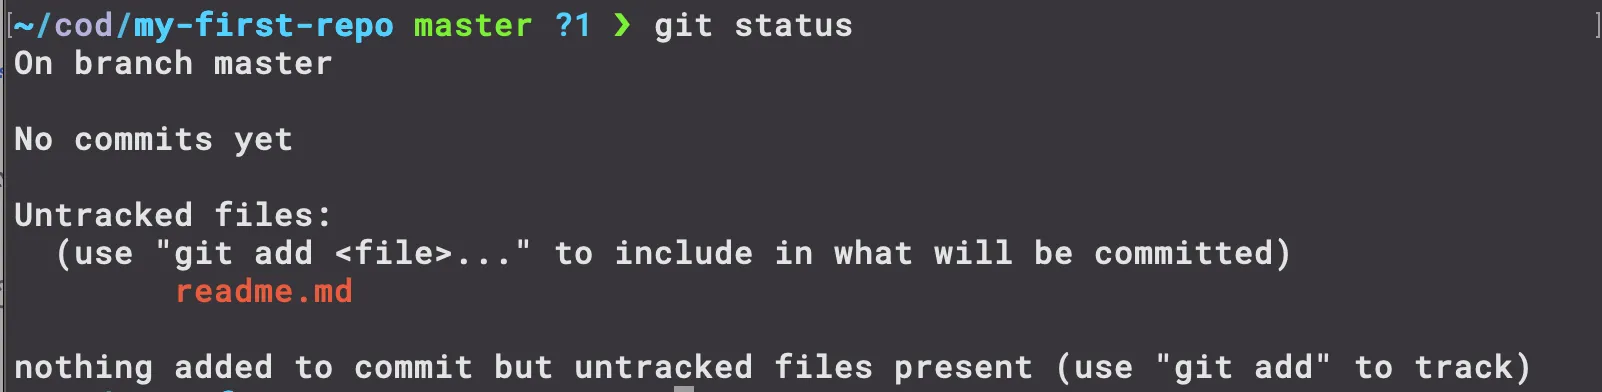 ~/cod/my-first-repo master ?1 ❯ git status
On branch master
No commits yet
Untracked files:
(use "git add <file>..." to include in what will be committed)
readme.md
nothing added to commit but untracked files present (use "git add" to track)